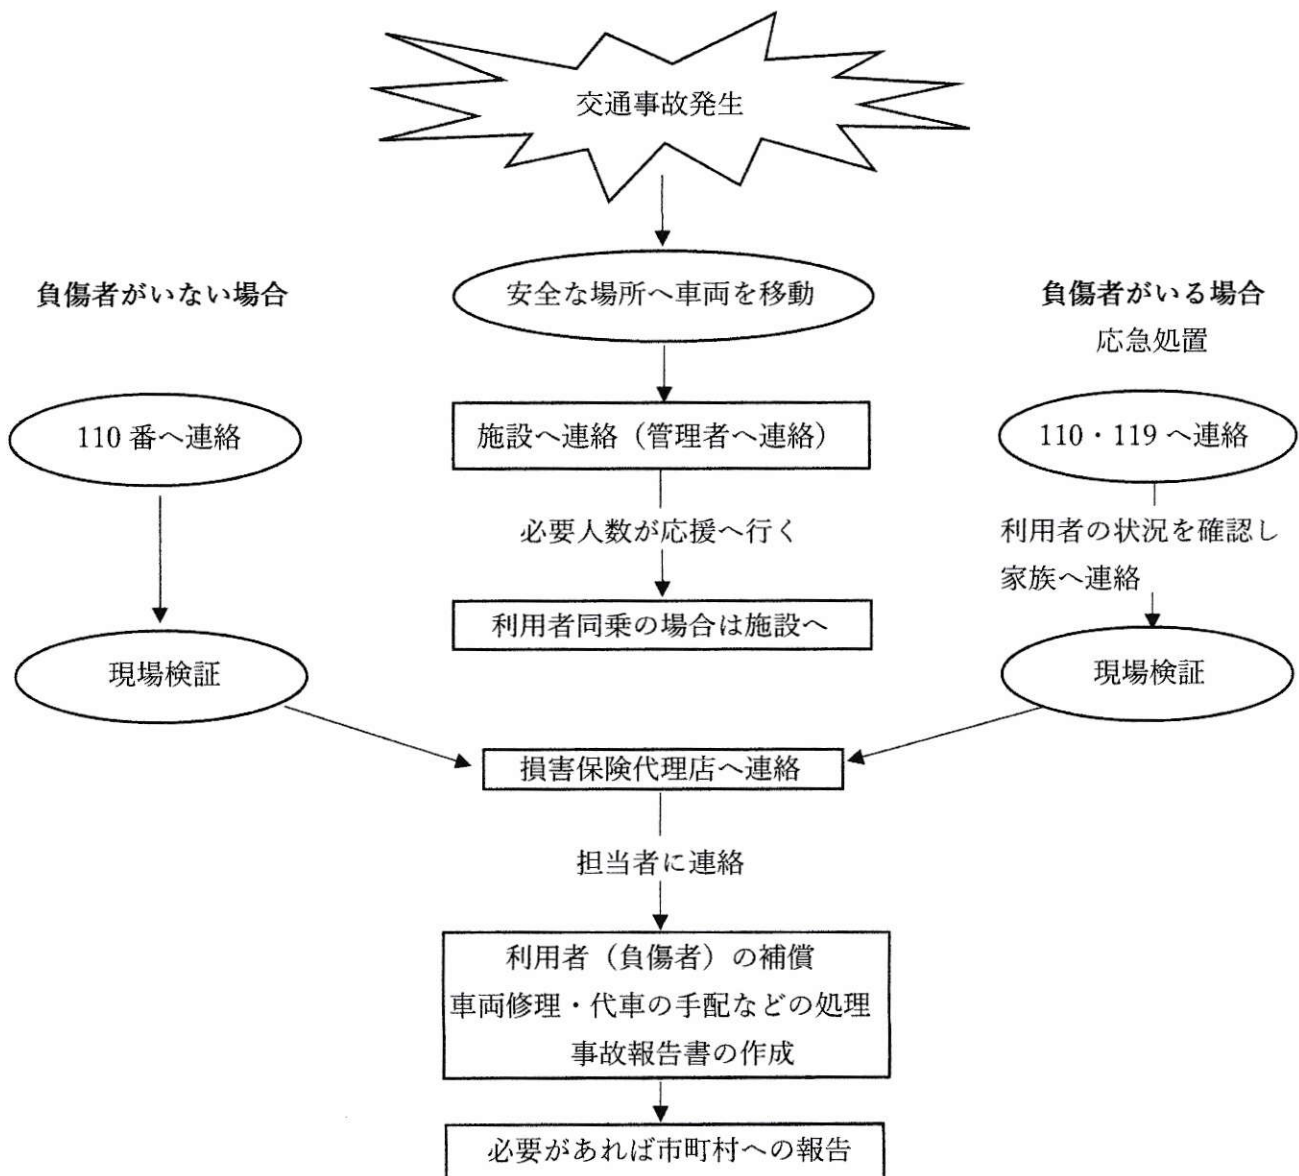 交通事故発生
安全な場所へ車両を移動
負傷者がいない場合
負傷者がいる場合
応急処置
110 番へ連絡
施設へ連絡（管理者へ連絡）
110・119 へ連絡
必要人数が応援へ行く
利用者の状況を確認し
家族へ連絡
利用者同乗の場合は施設へ
現場検証
現場検証
損害保険代理店へ連絡
担当者に連絡
利用者（負傷者）の補償
車両修理・代車の手配などの処理
事故報告書の作成
必要があれば市町村への報告